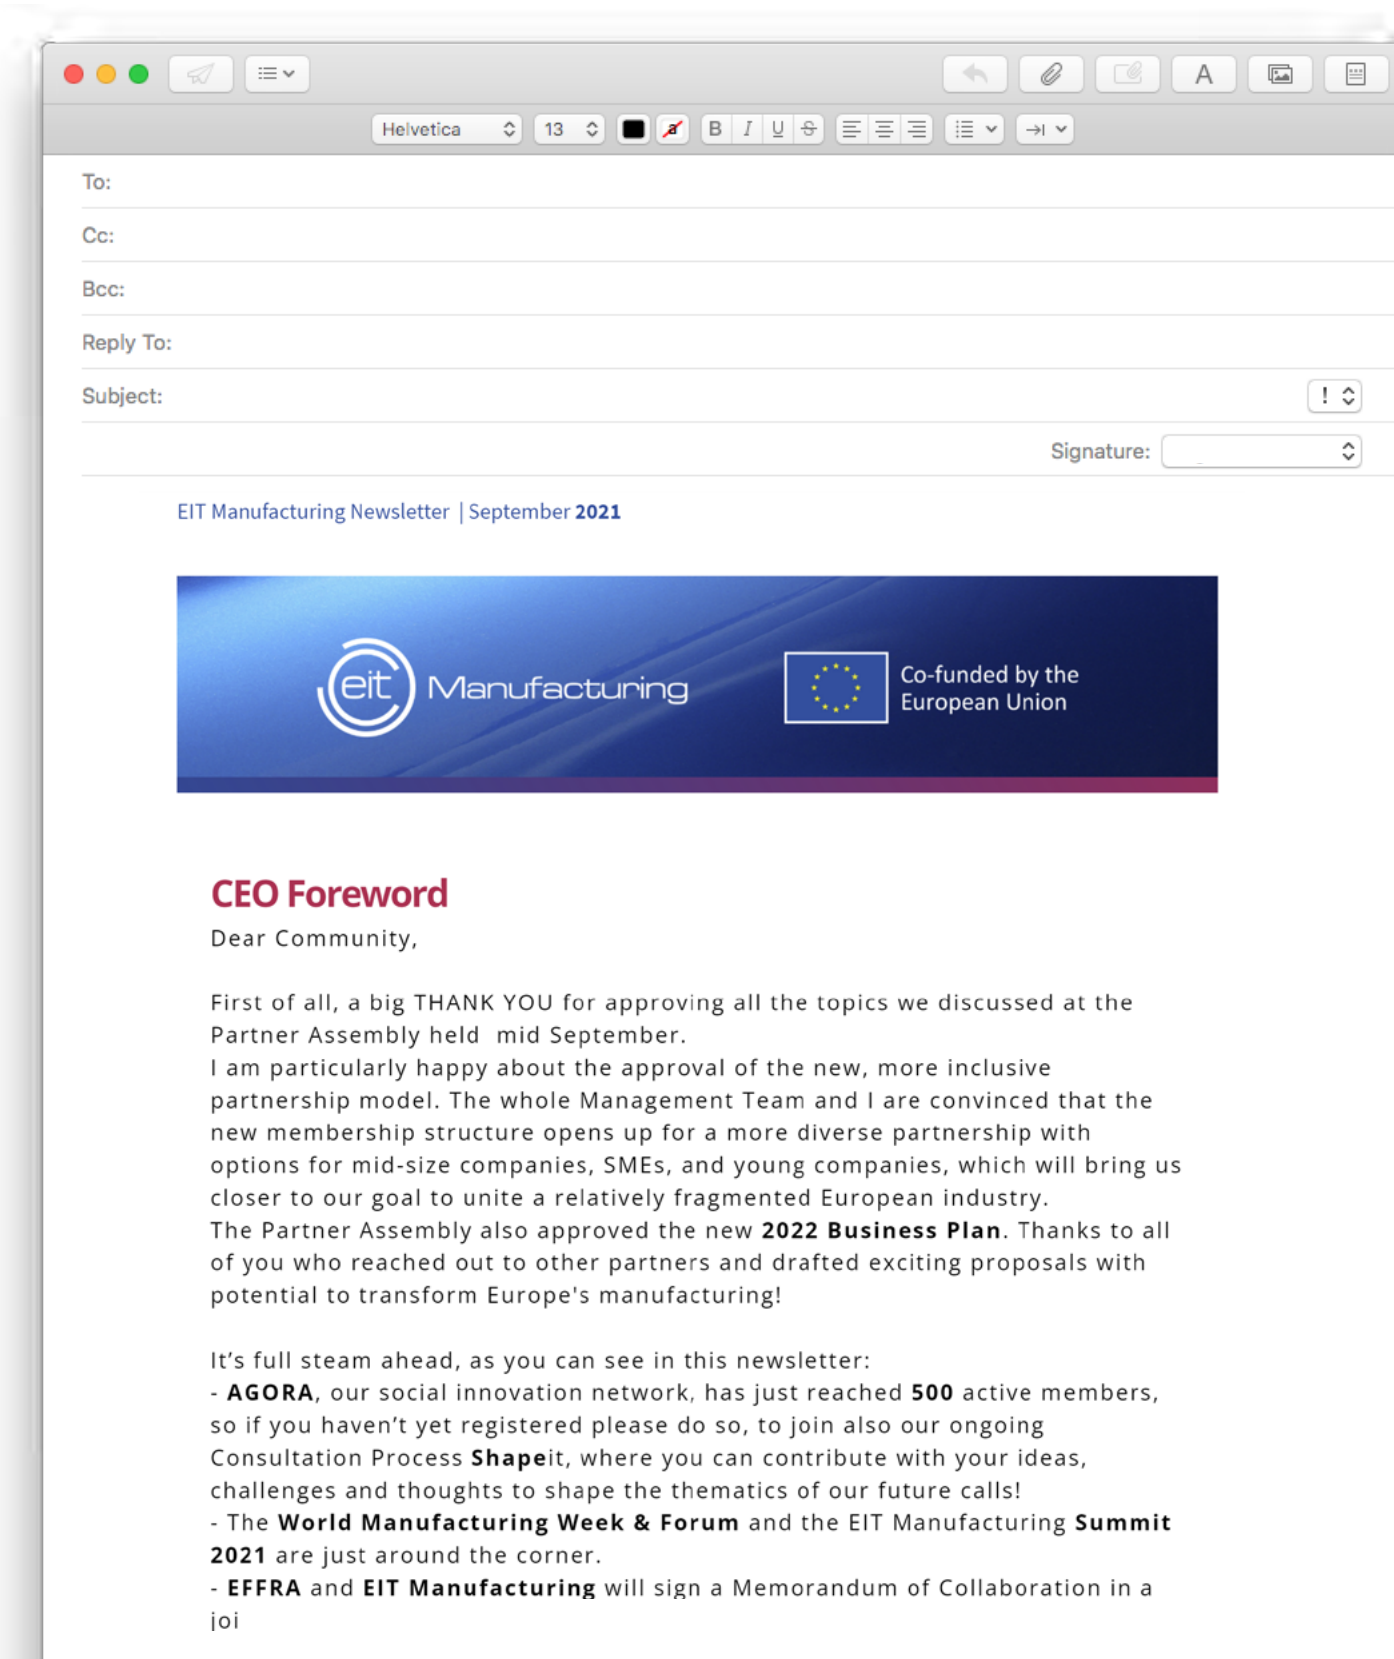 A
Helvetica
13
a
B I U S
To:
Cc:
Bcc:
Reply To:
Subject:
!
Signature:
EIT Manufacturing Newsletter | September 2021
eit Manufacturing
Co-funded by the
European Union
CEO Foreword
Dear Community,
First of all, a big THANK YOU for approving all the topics we discussed at the
Partner Assembly held  mid September.
I am particularly happy about the approval of the new, more inclusive
partnership model. The whole Management Team and I are convinced that the
new membership structure opens up for a more diverse partnership with
options for mid-size companies, SMEs, and young companies, which will bring us
closer to our goal to unite a relatively fragmented European industry.
The Partner Assembly also approved the new 2022 Business Plan. Thanks to all
of you who reached out to other partners and drafted exciting proposals with
potential to transform Europe's manufacturing!
It’s full steam ahead, as you can see in this newsletter:
- AGORA, our social innovation network, has just reached 500 active members,
so if you haven’t yet registered please do so, to join also our ongoing
Consultation Process Shapeit, where you can contribute with your ideas,
challenges and thoughts to shape the thematics of our future calls!
- The World Manufacturing Week & Forum and the EIT Manufacturing Summit
2021 are just around the corner.
- EFFRA and EIT Manufacturing will sign a Memorandum of Collaboration in a
joi